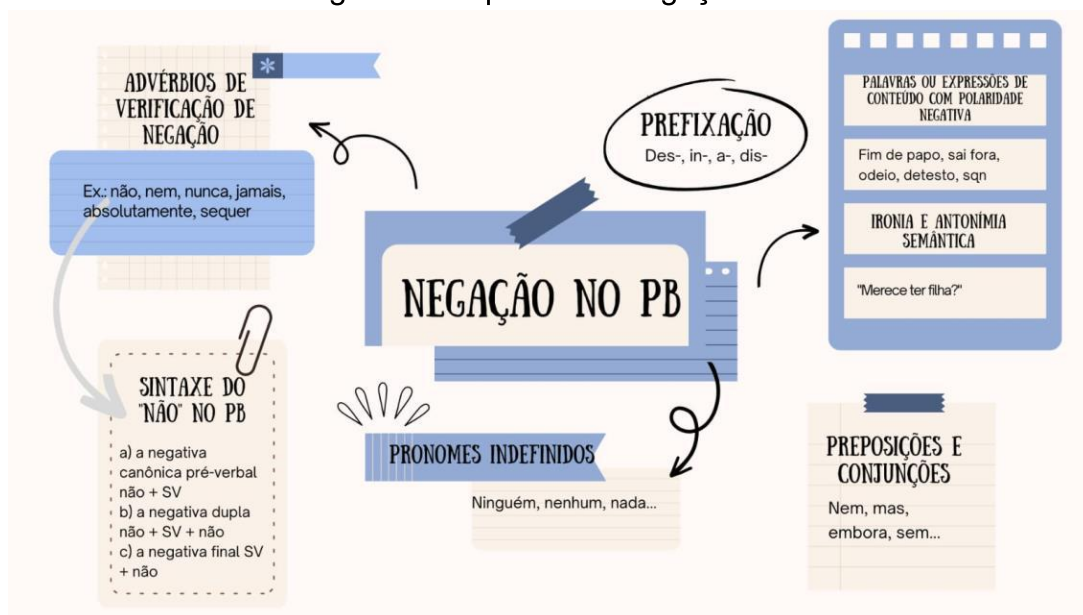 ADVÉRBIOS DE
VERIFICAÇÃO DE
NEGAÇÃO
Ex.: não, nem, nunca, jamais,
absolutamente, sequer
SINTAXE DO
"NÃO" NO PB
a) a negativa
canônica pré-verbal
não + SV
b) a negativa dupla
não + SV + não
c) a negativa final SV
+ não
NEGAÇÃO NO PB
PREFIXAÇÃO
Des-, in-, a-, dis-
PRONOMES INDEFINIDOS
Ninguém, nenhum, nada...
PALAVRAS OU EXPRESSÕES DE
CONTEÚDO COM POLARIDADE
NEGATIVA
Fim de papo, sai fora,
odeio, detesto, sqn
IRONIA E ANTONÍMIA
SEMÂNTICA
"Merece ter filha?"
PREPOSIÇÕES E
CONJUNÇÕES
Nem, mas,
embora, sem...